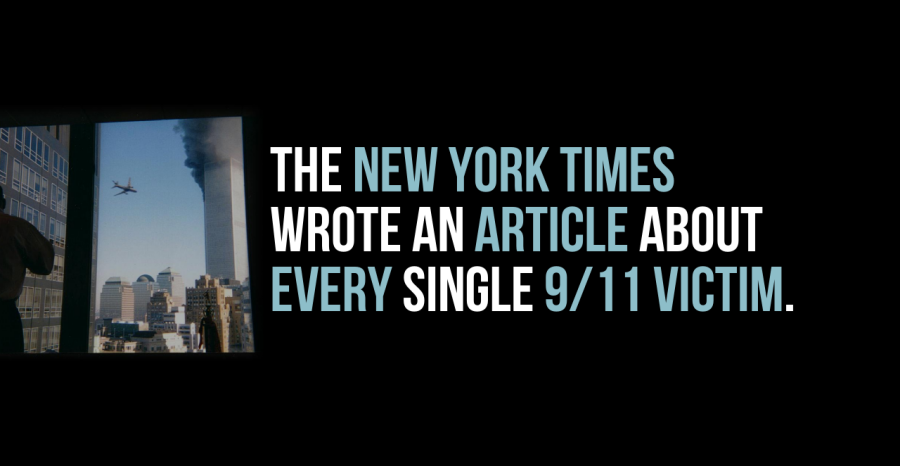 THE NEW YORK TIMES
WROTE AN ARTICLE ABOUT
EVERY SINGLE 9/11 VICTIM.